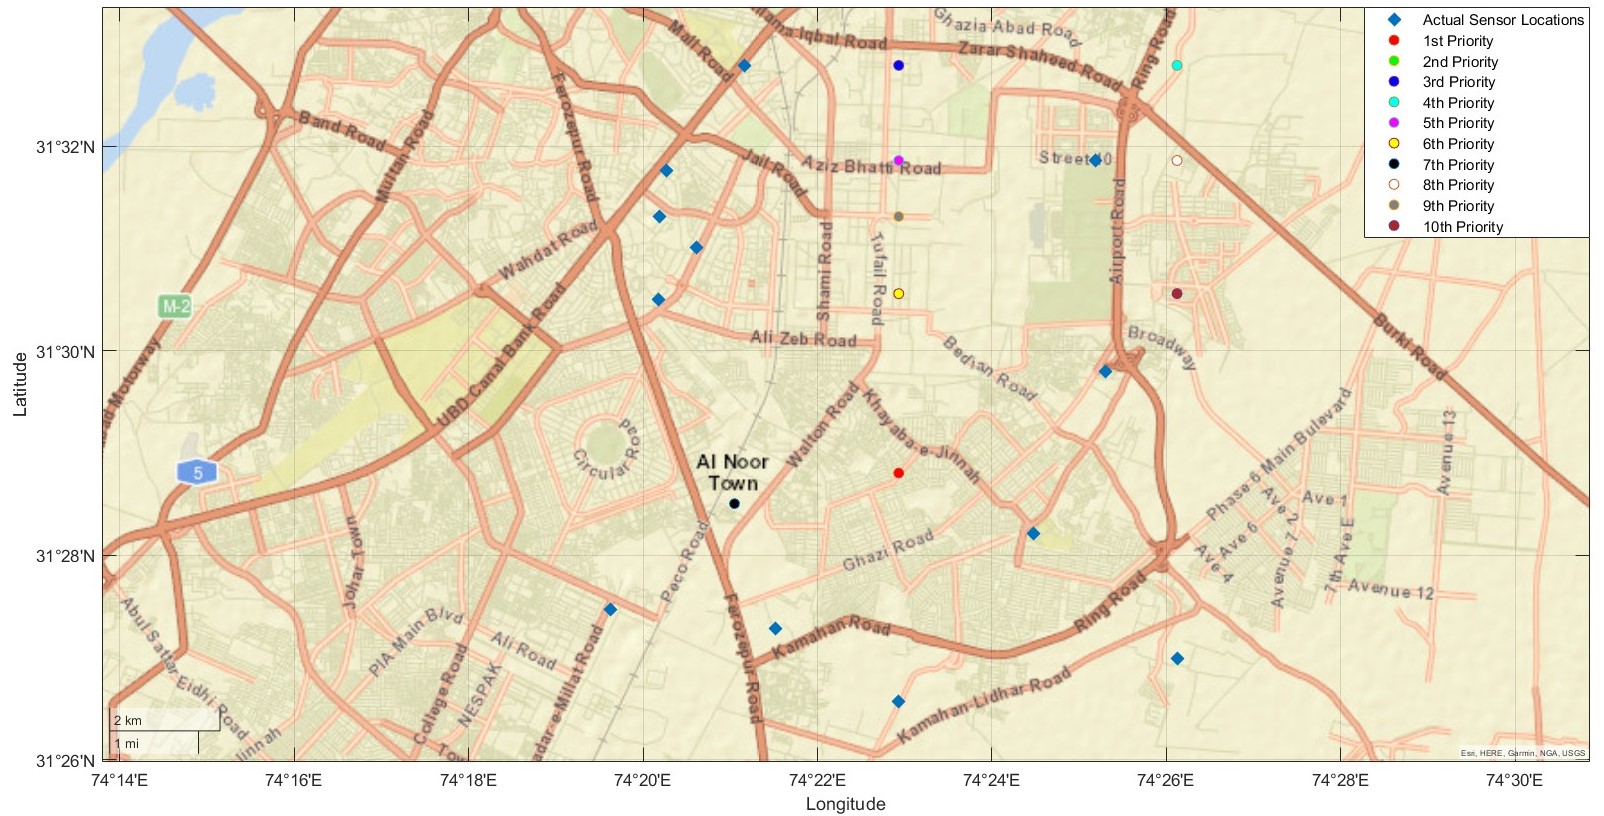 Ghazia Abad Road
Iqbal Road
Zarar Shaheed Road
Ring Road
Mall Road
Actual Sensor Locations
1st Priority
2nd Priority
3rd Priority
4th Priority
5th Priority
6th Priority
7th Priority
8th Priority
9th Priority
10th Priority
Band Road
Multan Road
Ferozepur Road
Jail Road
Aziz Bhatti Road
Street
Airport Road
Wahdat Road
Shami Road
Tufail Road
M-2
Motorway
UBD Canal Bank Road
Ali Zeb Road
Bedian Road
Broadway
Burki Road
Circular Road
Peco
Al Noor
Town
Walton Road
Khayaba-e-Jinnah
Phase 6 Main Bulevard
Avenue 13
5
Ave 1
Ave 2
Ave 6
Ave 4
Avenue 7
7th Ave E
Avenue 12
Johar Town
Peco Road
Ghazi Road
Ferozepur Road
Kamahan Road
Ring Road
Kamahan-Lidhar Road
Abul Sattar Eidhi Road
PIA Main Blvd
Ali Road
College Road
NESPAK
Millat Road
2 km
1 mi
Esri, HERE, Garmin, NGA, USGS
31°32'N
31°30'N
31°28'N
31°26'N
Latitude
74°14'E
74°16'E
74°18'E
74°20'E
74°22'E
74°24'E
74°26'E
74°28'E
74°30'E
Longitude